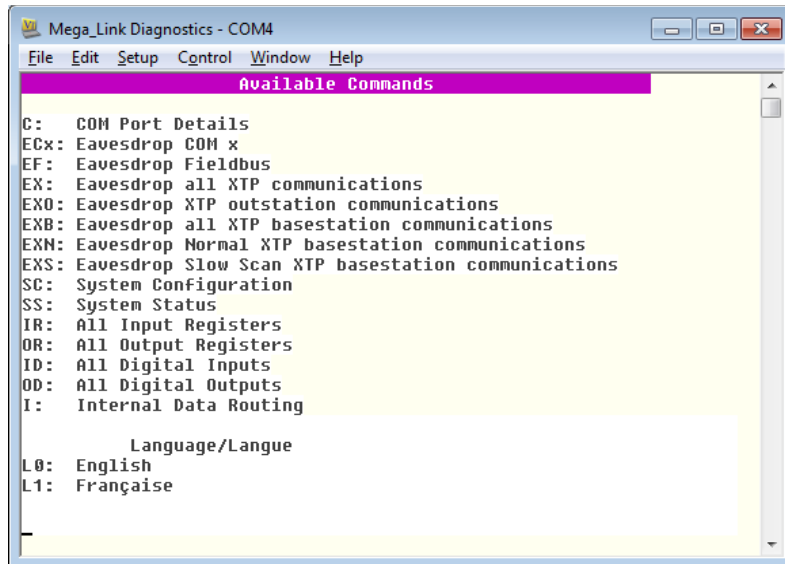 Mega_Link Diagnostics - COM4
File Edit Setup Control Window Help
Available Commands
C: COM Port Details
ECx: Eavesdrop COM x
EF: Eavesdrop Fieldbus
EX: Eavesdrop all XTP communications
EXO: Eavesdrop XTP outstation communications
EXB: Eavesdrop all XTP basestation communications
EXN: Eavesdrop Normal XTP basestation communications
EXS: Eavesdrop Slow Scan XTP basestation communications
SC: System Configuration
SS: System Status
IR: All Input Registers
OR: All Output Registers
ID: All Digital Inputs
OD: All Digital Outputs
I: Internal Data Routing
Language/Langue
L0: English
L1: Française